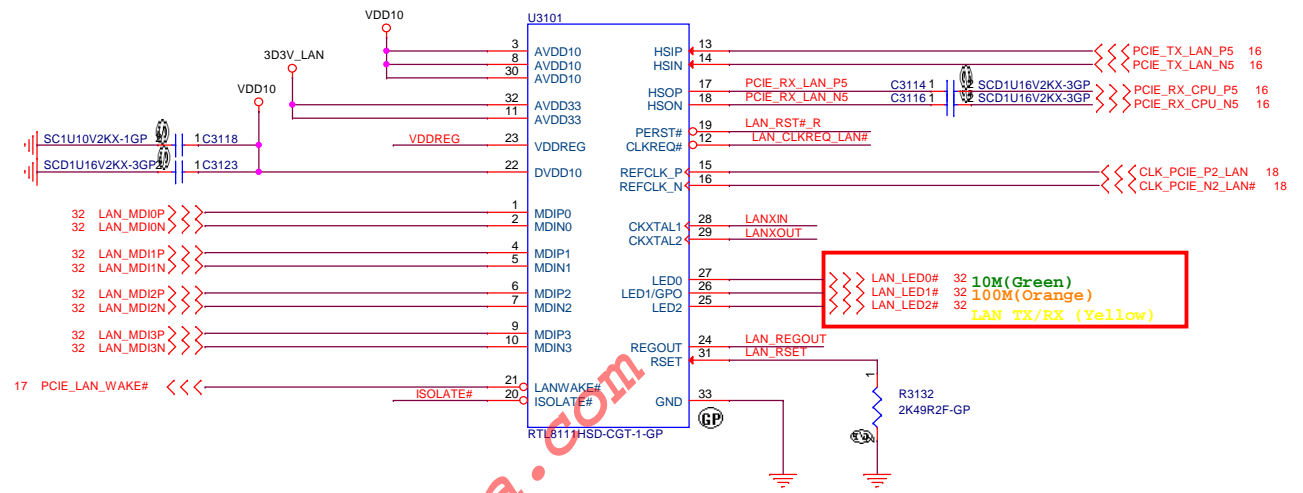 U3101
VDD10
3D3V_LAN
VDD10
3 AVDD10
8 AVDD10
30 AVDD10
32 AVDD33
11 AVDD33
VDDREG 23 VDDREG
SC1U10V2KX-1GP 1 C3118
SCD1U16V2KX-3GP 2 1 C3123
22 DVDD10
32 LAN_MDI0P 1 MDIP0
32 LAN_MDI0N 2 MDIN0
32 LAN_MDI1P 4 MDIP1
32 LAN_MDI1N 5 MDIN1
32 LAN_MDI2P 6 MDIP2
32 LAN_MDI2N 7 MDIN2
32 LAN_MDI3P 9 MDIP3
32 LAN_MDI3N 10 MDIN3
17 PCIE_LAN_WAKE# 21 LANWAKE#
ISOLATE# 20 ISOLATE#
HSIP 13 PCIE_TX_LAN_P5 16
HSIN 14 PCIE_TX_LAN_N5 16
HSOP 17 PCIE_RX_LAN_P5 C3114 1 SCD1U16V2KX-3GP PCIE_RX_CPU_P5 16
HSON 18 PCIE_RX_LAN_N5 C3116 1 2 SCD1U16V2KX-3GP PCIE_RX_CPU_N5 16
PERST# 19 LAN_RST#_R
CLKREQ# 12 LAN_CLKREQ_LAN#
REFCLK_P 15 CLK_PCIE_P2_LAN 18
REFCLK_N 16 CLK_PCIE_N2_LAN# 18
CKXTAL1 28 LANXIN
CKXTAL2 29 LANXOUT
LED0 27 LAN_LED0# 32 10M(Green)
LED1/GPO 26 LAN_LED1# 32 100M(Orange)
LED2 25 LAN_LED2# 32 LAN TX/RX (Yellow)
REGOUT 24 LAN_REGOUT
RSET 31 LAN_RSET
GND 33
GP
1
R3132
2K49R2F-GP
2
RTL8111HSD-CGT-1-GP
a.com